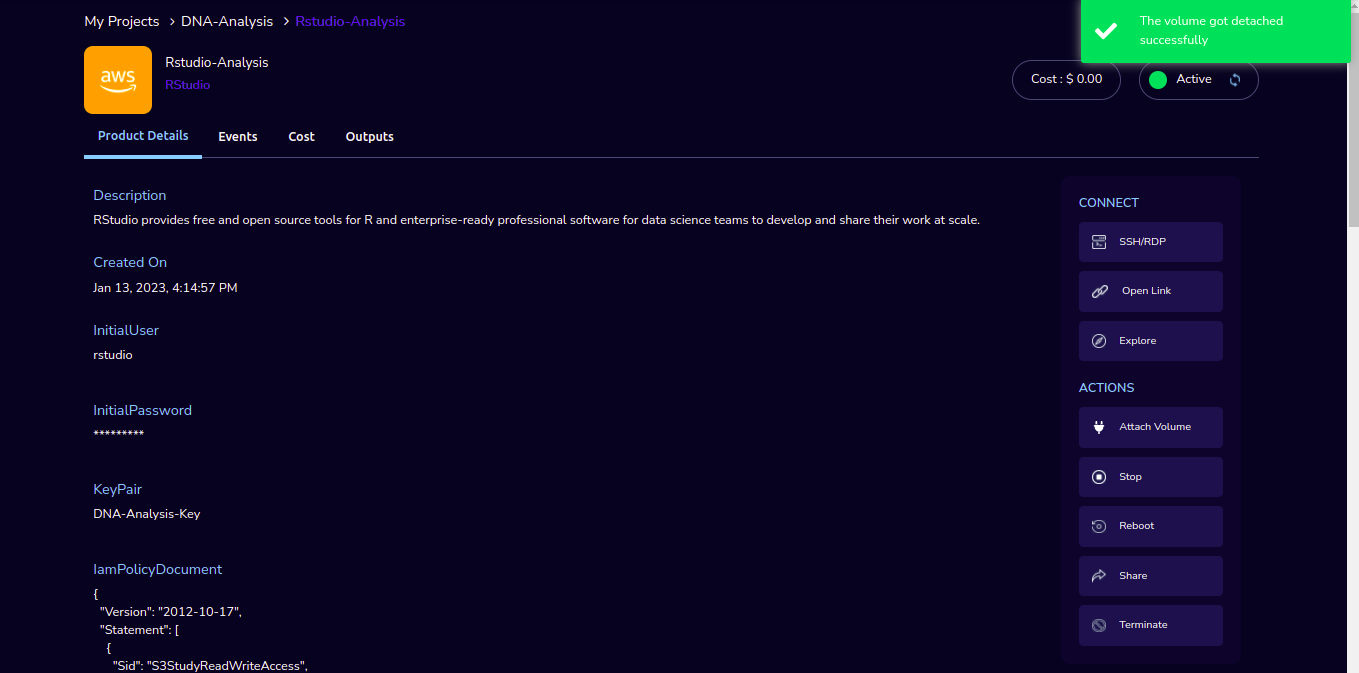 My Projects > DNA-Analysis > Rstudio-Analysis
The volume got detached
successfully
aws
Rstudio-Analysis
RStudio
Cost : $ 0.00
Active
Product Details
Events
Cost
Outputs
Description
RStudio provides free and open source tools for R and enterprise-ready professional software for data science teams to develop and share their work at scale.
Created On
Jan 13, 2023, 4:14:57 PM
InitialUser
rstudio
InitialPassword
*********
KeyPair
DNA-Analysis-Key
IamPolicyDocument
{
"Version": "2012-10-17",
"Statement": [
{
"Sid": "S3StudyReadWriteAccess",
CONNECT
SSH/RDP
Open Link
Explore
ACTIONS
Attach Volume
Stop
Reboot
Share
Terminate